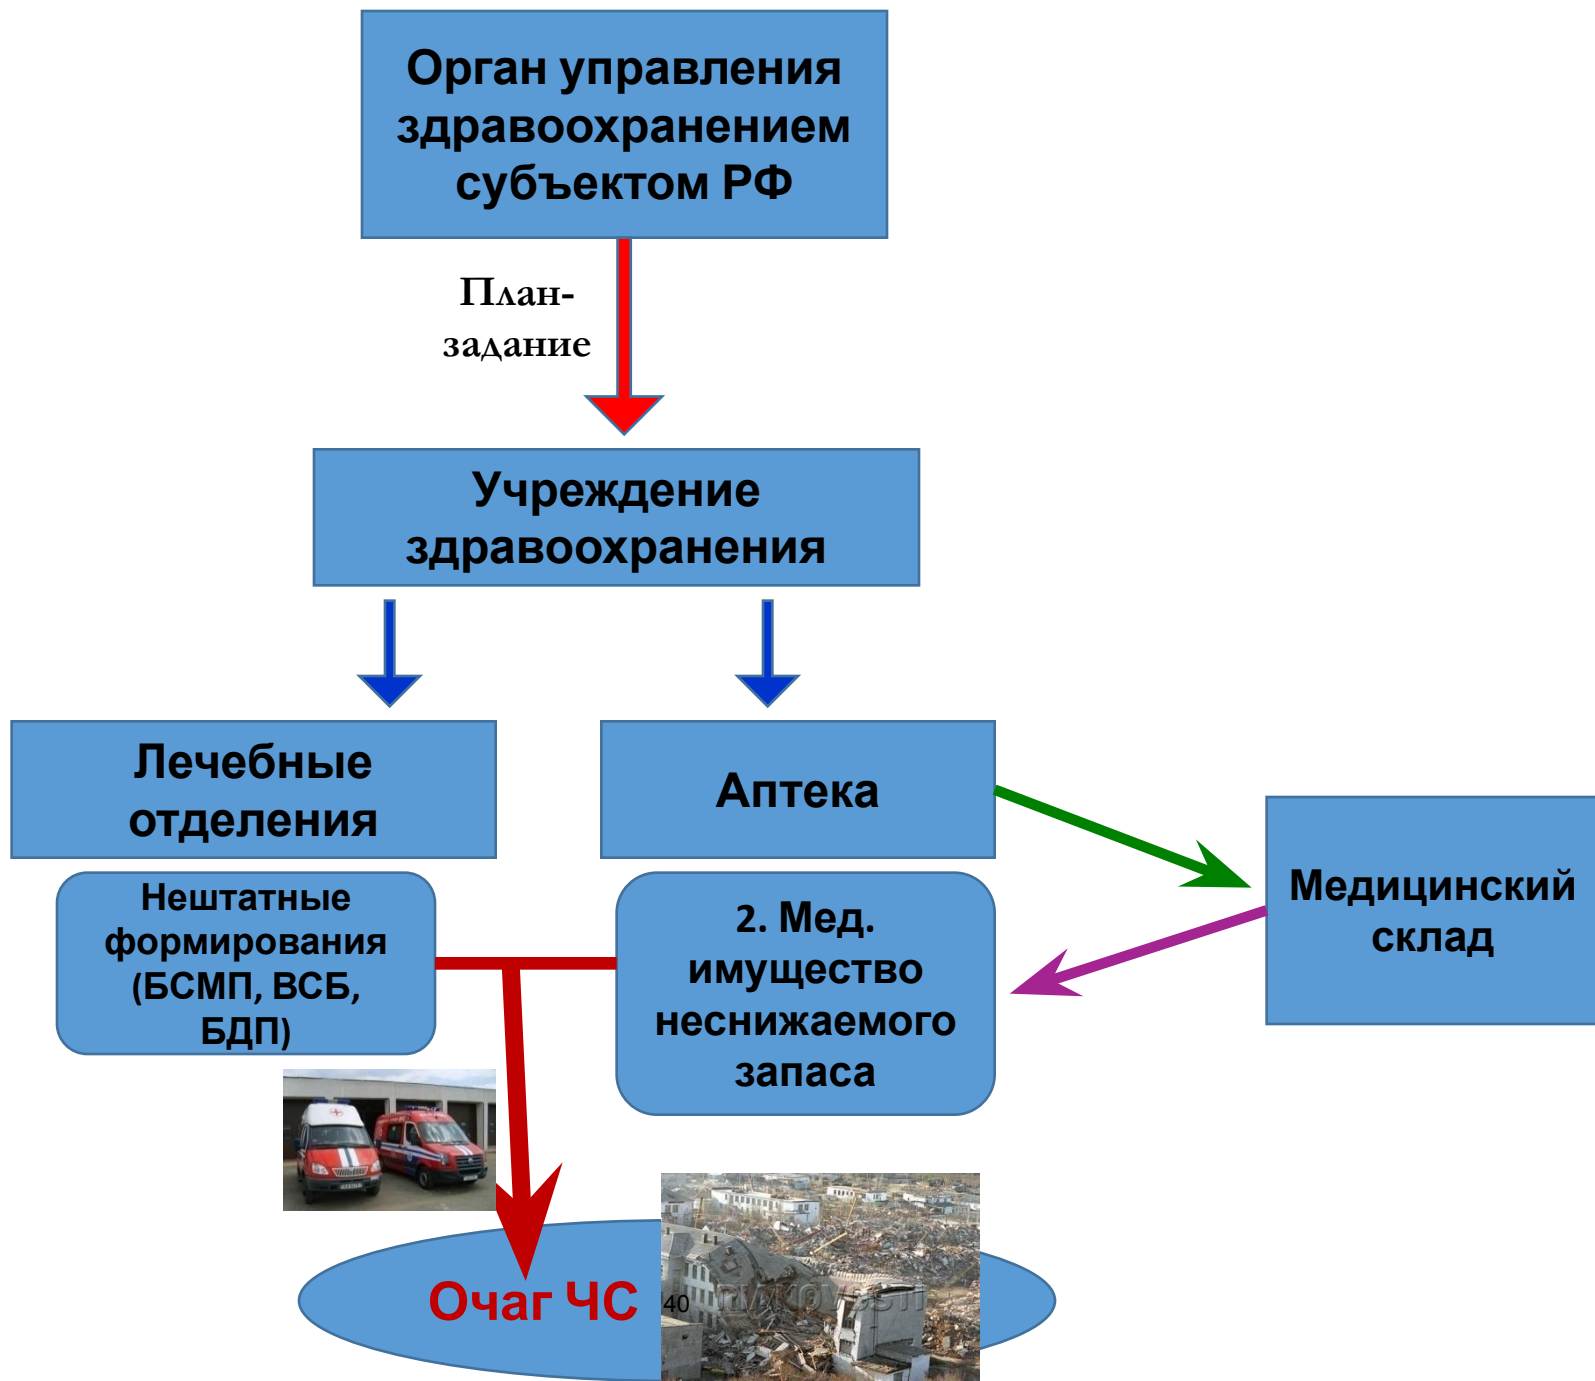 Орган управления
здравоохранением
субъектом РФ
План-
задание
Учреждение
здравоохранения
Лечебные
отделения
Аптека
Медицинский
склад
Нештатные
формирования
(БСМП, ВСБ,
БДП)
2. Мед.
имущество
неснижаемого
запаса
Очаг ЧС
40